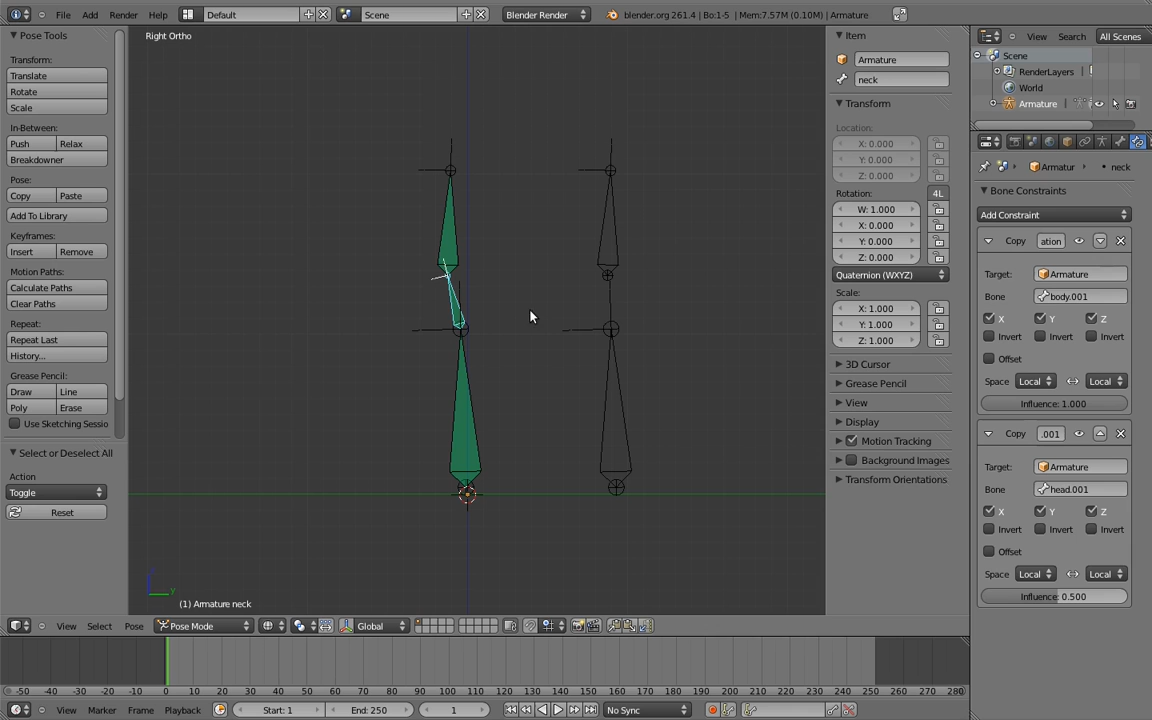 File Add Render Help Default Scene Blender Render blender.org 261.4 | Bo:1-5 | Mem:7.57M (0.10M) | Armature
Pose Tools
Transform:
Translate
Rotate
Scale
In-Between:
Push Relax
Breakdowner
Pose:
Copy Paste
Add To Library
Keyframes:
Insert Remove
Motion Paths:
Calculate Paths
Clear Paths
Repeat:
Repeat Last
History...
Grease Pencil:
Draw Line
Poly Erase
Use Sketching Sessio
Select or Deselect All
Action
Toggle
Reset
Right Ortho
y
(1) Armature neck
View Select Pose Pose Mode Global
Item
Armature
neck
Transform
Location:
X: 0.000
Y: 0.000
Z: 0.000
Rotation: 4L
W: 1.000
X: 0.000
Y: 0.000
Z: 0.000
Quaternion (WXYZ)
Scale:
X: 1.000
Y: 1.000
Z: 1.000
3D Cursor
Grease Pencil
View
Display
Motion Tracking
Background Images
Transform Orientations
View Search All Scenes
Scene
RenderLayers
World
Armature
Armatur neck
Bone Constraints
Add Constraint
Copy ation
Target: Armature
Bone body.001
X Y Z
Invert Invert Invert
Offset
Space Local Local
Influence: 1.000
Copy .001
Target: Armature
Bone head.001
X Y Z
Invert Invert Invert
Offset
Space Local Local
Influence: 0.500
-50 -40 -30 -20 -10 0 10 20 30 40 50 60 70 80 90 100 110 120 130 140 150 160 170 180 190 200 210 220 230 240 250 260 270 280
View Marker Frame Playback Start: 1 End: 250 1 No Sync